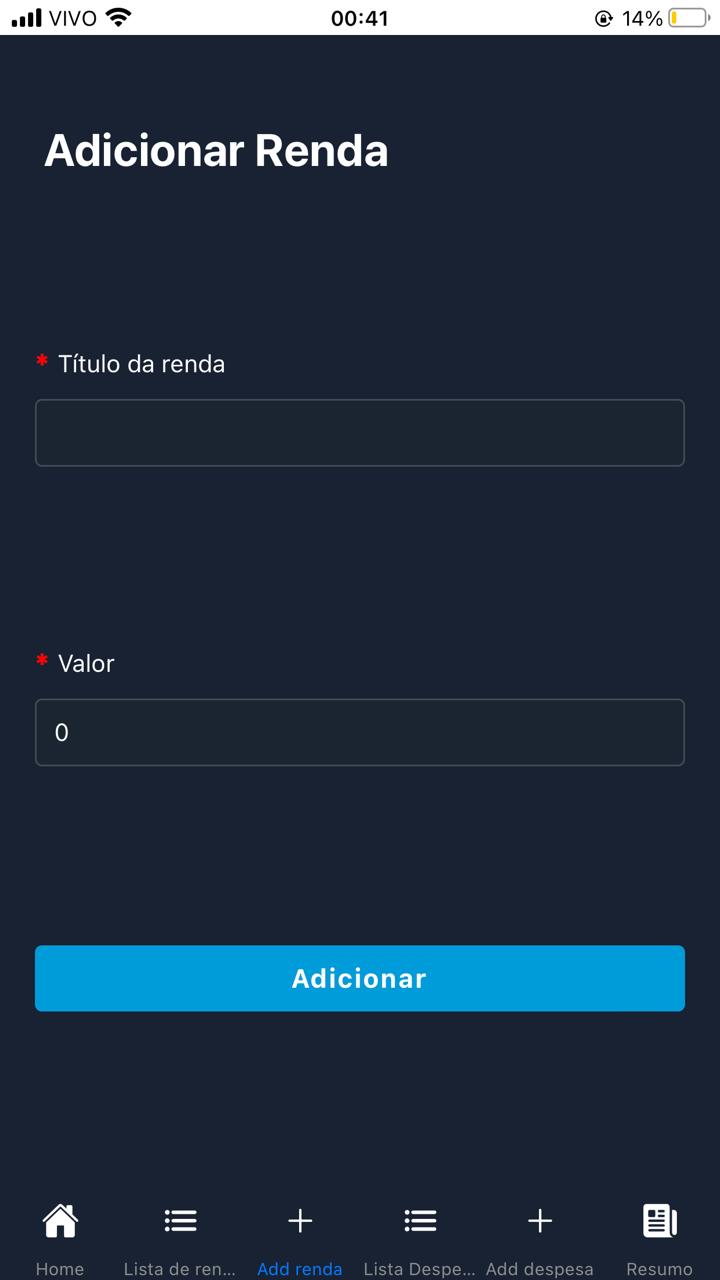 VIVO 00:41 14%
Adicionar Renda
* Título da renda
* Valor
0
Adicionar
Home Lista de ren... Add renda Lista Despe... Add despesa Resumo